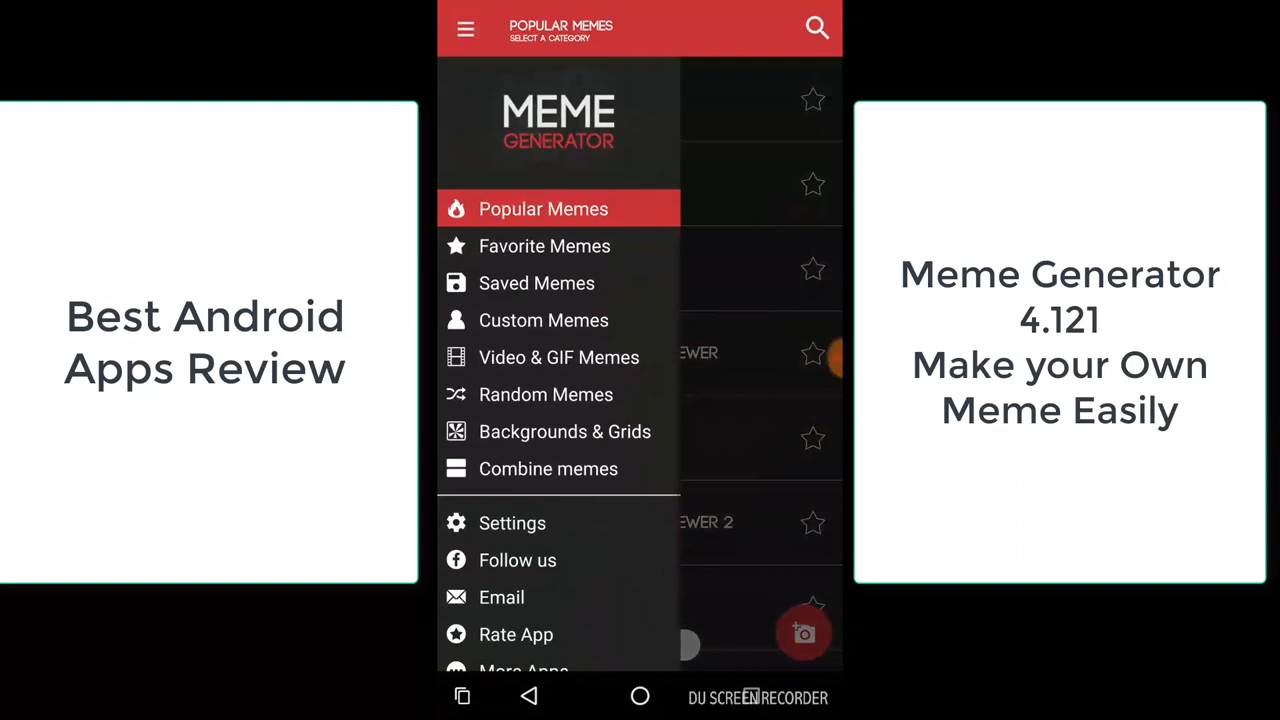 Best Android
Apps Review
POPULAR MEMES
SELECT A CATEGORY
MEME
GENERATOR
Popular Memes
Favorite Memes
Saved Memes
Custom Memes
Video & GIF Memes
Random Memes
Backgrounds & Grids
Combine memes
Settings
Follow us
Email
Rate App
More Apps
EWER
EWER 2
DU SCREEN RECORDER
Meme Generator
4.121
Make your Own
Meme Easily